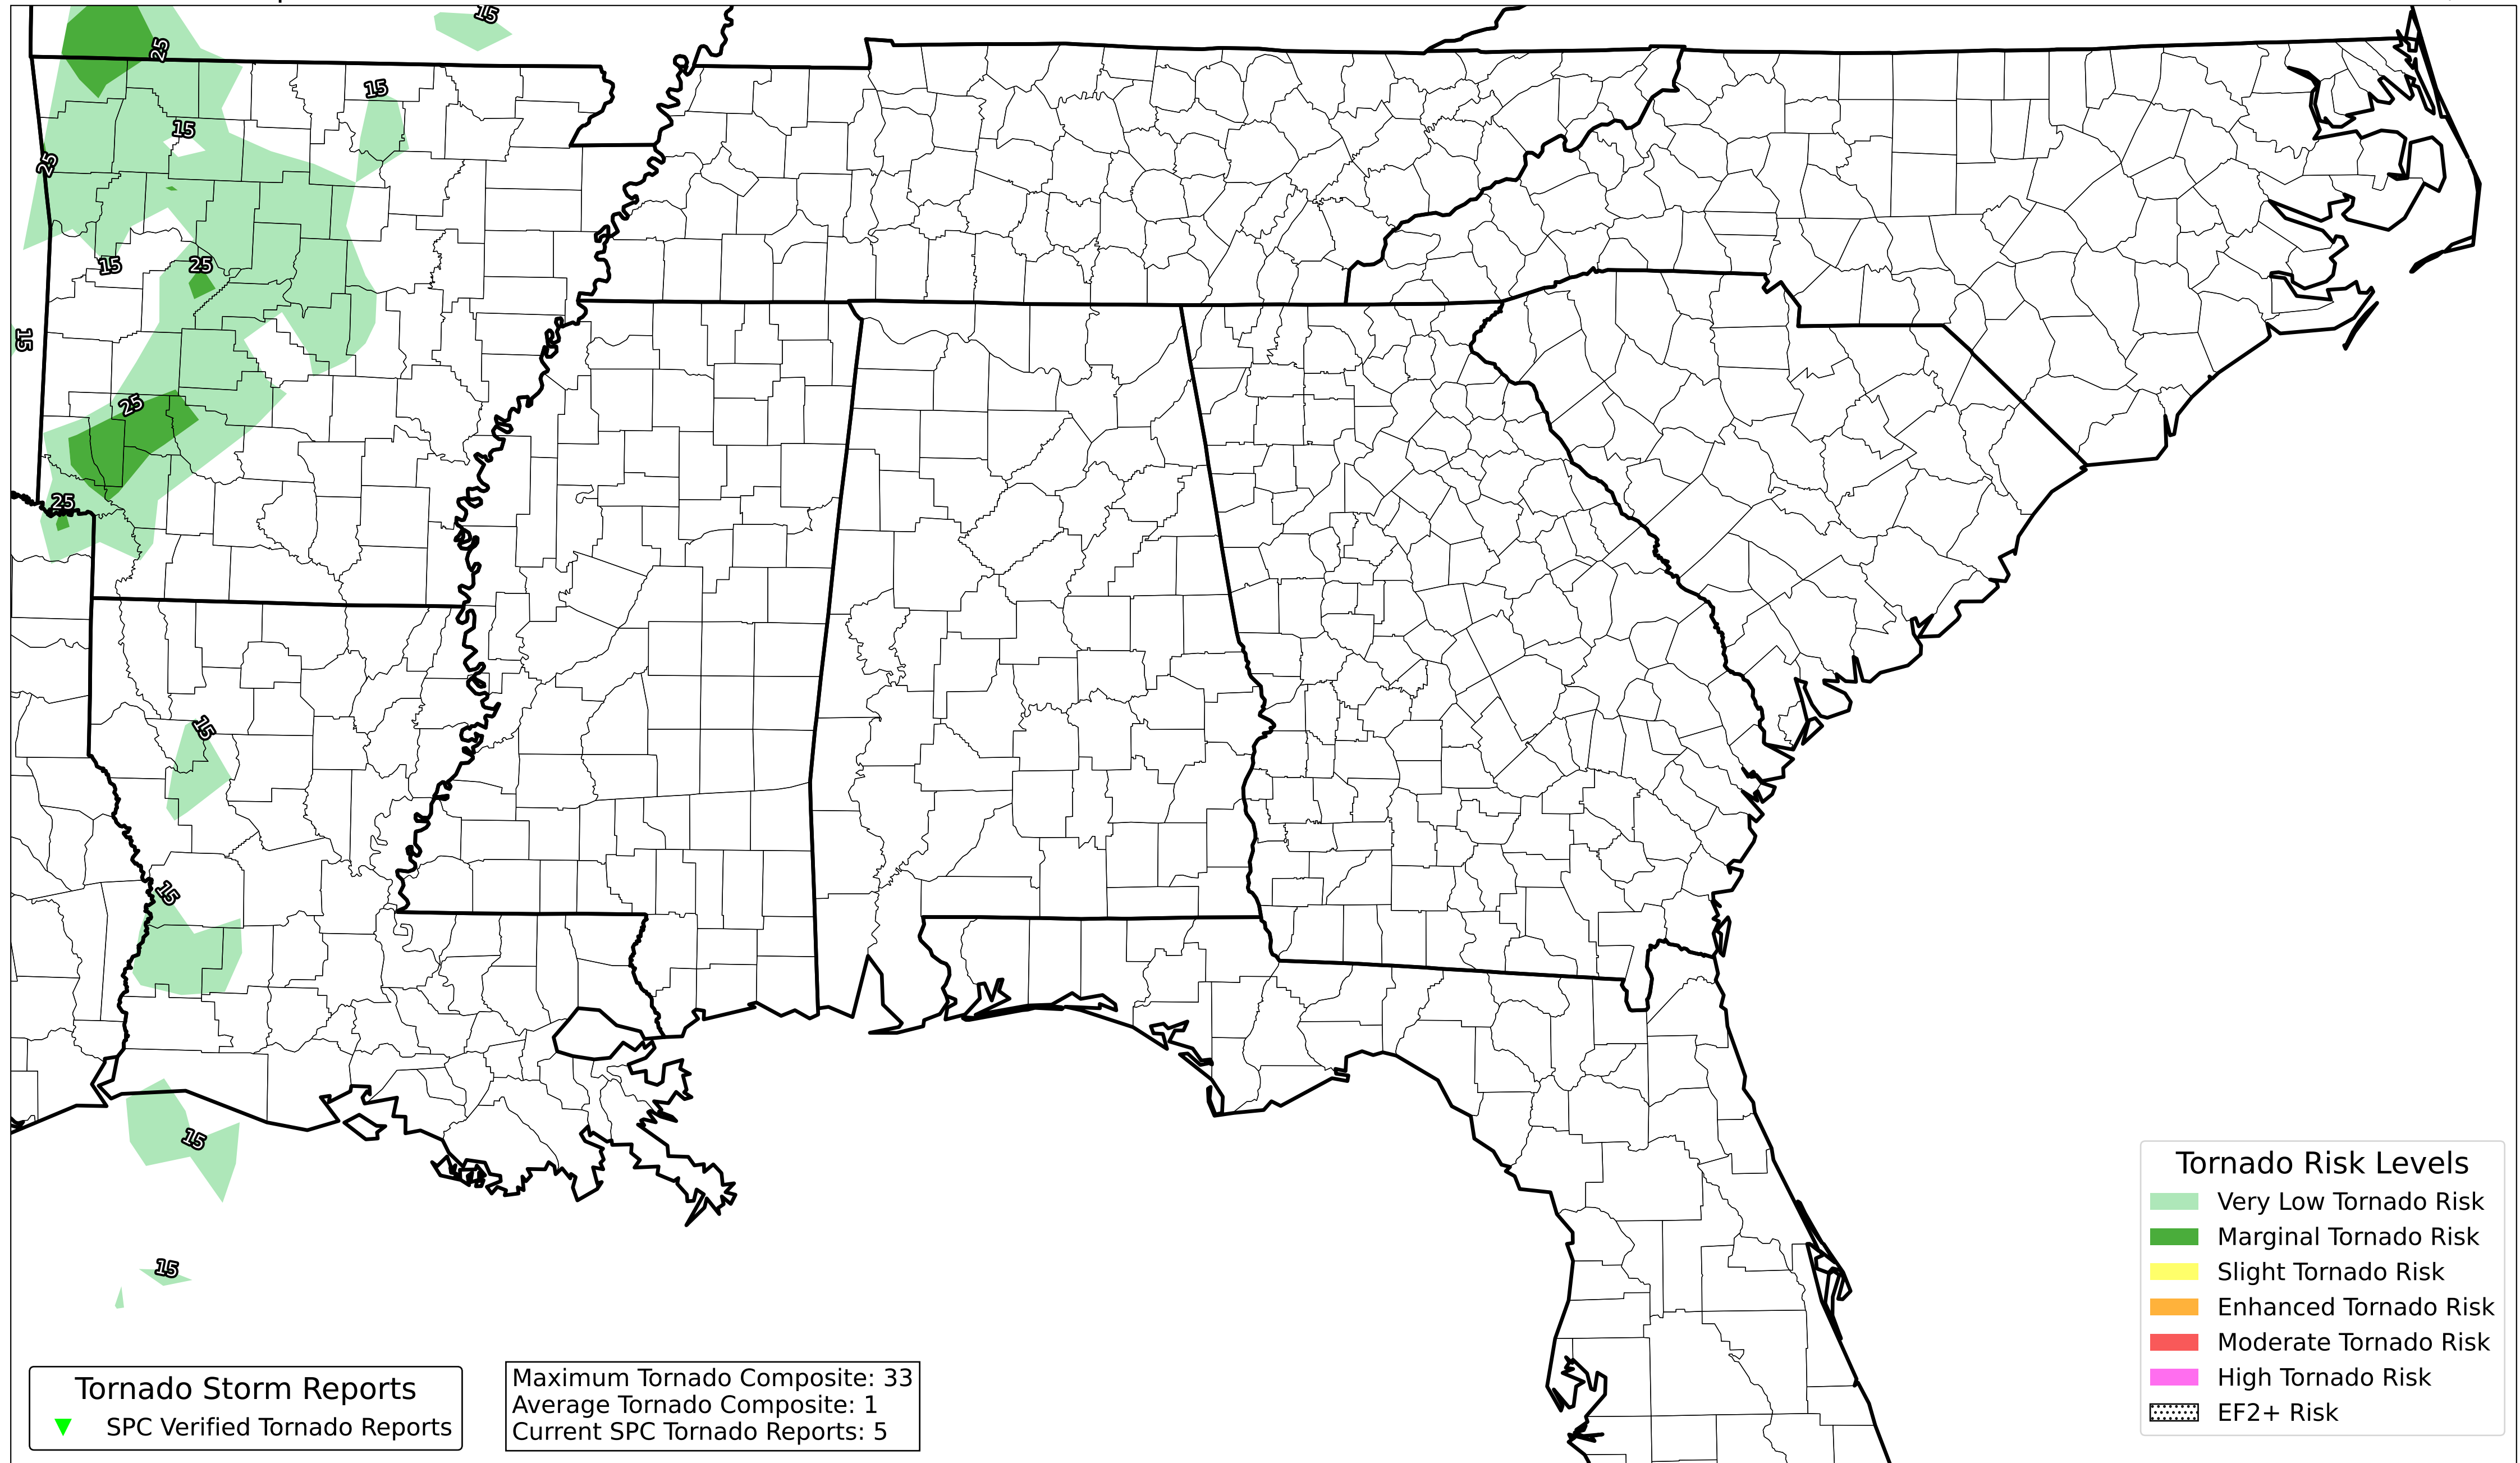 15
25
15
15
25
15
25
15
25
25
15
15
15
15
Tornado Risk Levels
Very Low Tornado Risk
Marginal Tornado Risk
Slight Tornado Risk
Enhanced Tornado Risk
Moderate Tornado Risk
High Tornado Risk
EF2+ Risk
Tornado Storm Reports
SPC Verified Tornado Reports
Maximum Tornado Composite: 33
Average Tornado Composite: 1
Current SPC Tornado Reports: 5